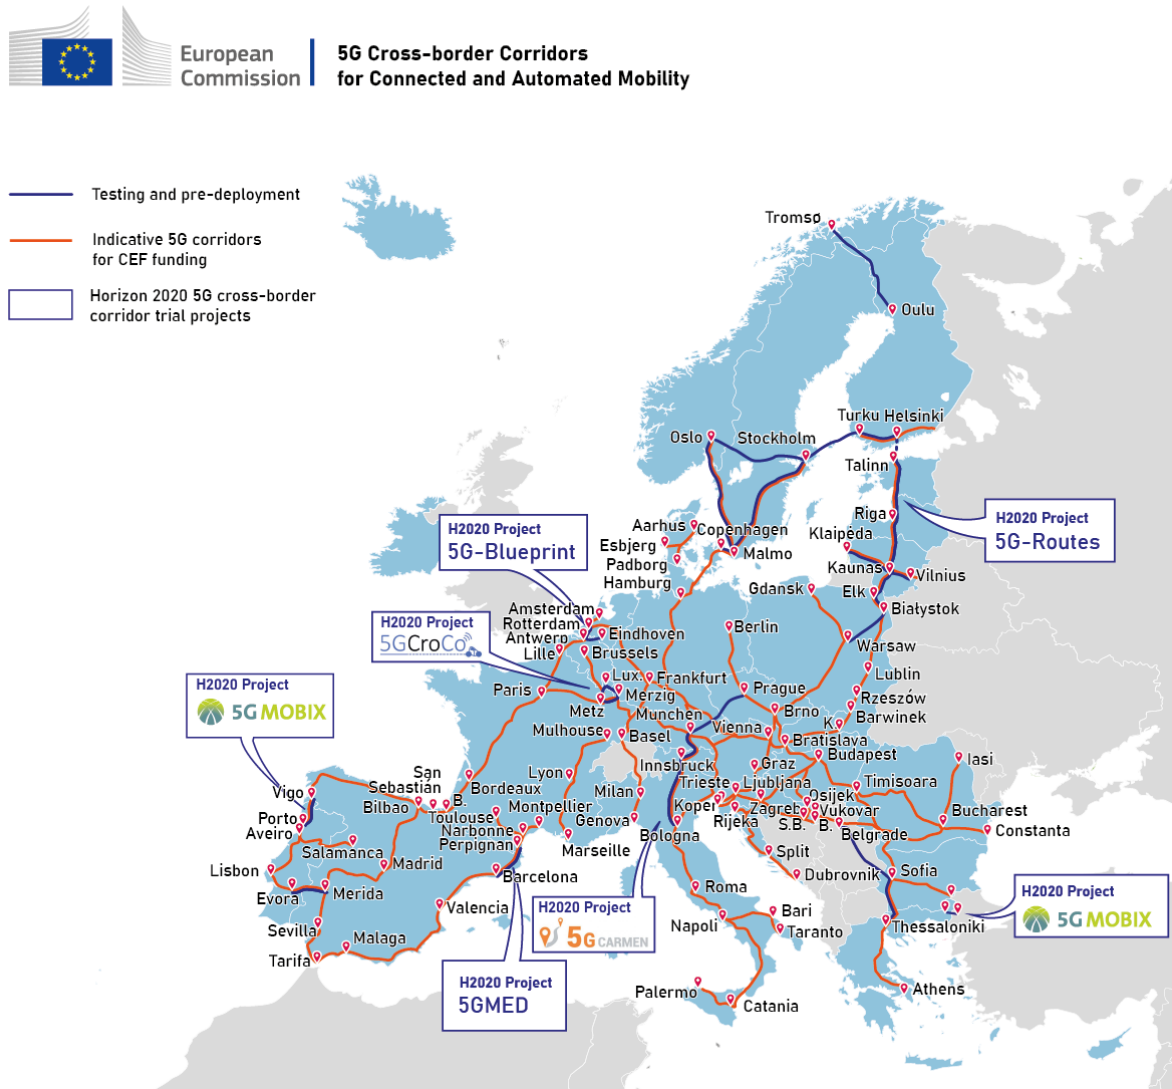 European
Commission
5G Cross-border Corridors
for Connected and Automated Mobility
Testing and pre-deployment
Indicative 5G corridors
for CEF funding
Horizon 2020 5G cross-border
corridor trial projects
Tromsø
Oulu
Turku
Helsinki
Oslo
Stockholm
Talinn
Riga
H2020 Project
5G-Routes
Aarhus
Copenhagen
Klaipėda
Esbjerg
Malmo
Padborg
Kaunas
Vilnius
Hamburg
Gdansk
Elk
Białystok
H2020 Project
5G-Blueprint
Amsterdam
Rotterdam
Antwerp
Eindhoven
Berlin
Warsaw
H2020 Project
5GCroCo
Lille
Brussels
Lublin
Lux.
Frankfurt
Paris
Merzig
Prague
Rzeszów
Metz
Munchen
Brno
Barwinek
H2020 Project
5G MOBIX
Mulhouse
Basel
Vienna
K.
Bratislava
Budapest
Innsbruck
Graz
Iasi
San
Sebastian
Lyon
Trieste
Ljubljana
Timisoara
Vigo
Bilbao
B.
Bordeaux
Milan
Koper
Zagreb
Osijek
Vukovar
Bucharest
Porto
Aveiro
Toulouse
Montpellier
Genova
Rijeka
S.B.
B.
Belgrade
Constanta
Narbonne
Perpignan
Bologna
Salamanca
Marseille
Split
Lisbon
Madrid
Dubrovnik
Sofia
Evora
Merida
Barcelona
Roma
Valencia
H2020 Project
5G CARMEN
Bari
H2020 Project
5G MOBIX
Sevilla
Malaga
Napoli
Taranto
Thessaloniki
Tarifa
H2020 Project
5GMED
Palermo
Catania
Athens